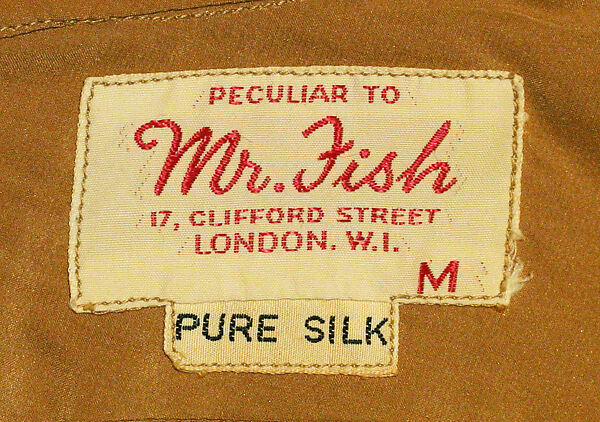 PECULIAR TO
Mr. Fish
17, CLIFFORD STREET
LONDON. W.I.
M
PURE SILK